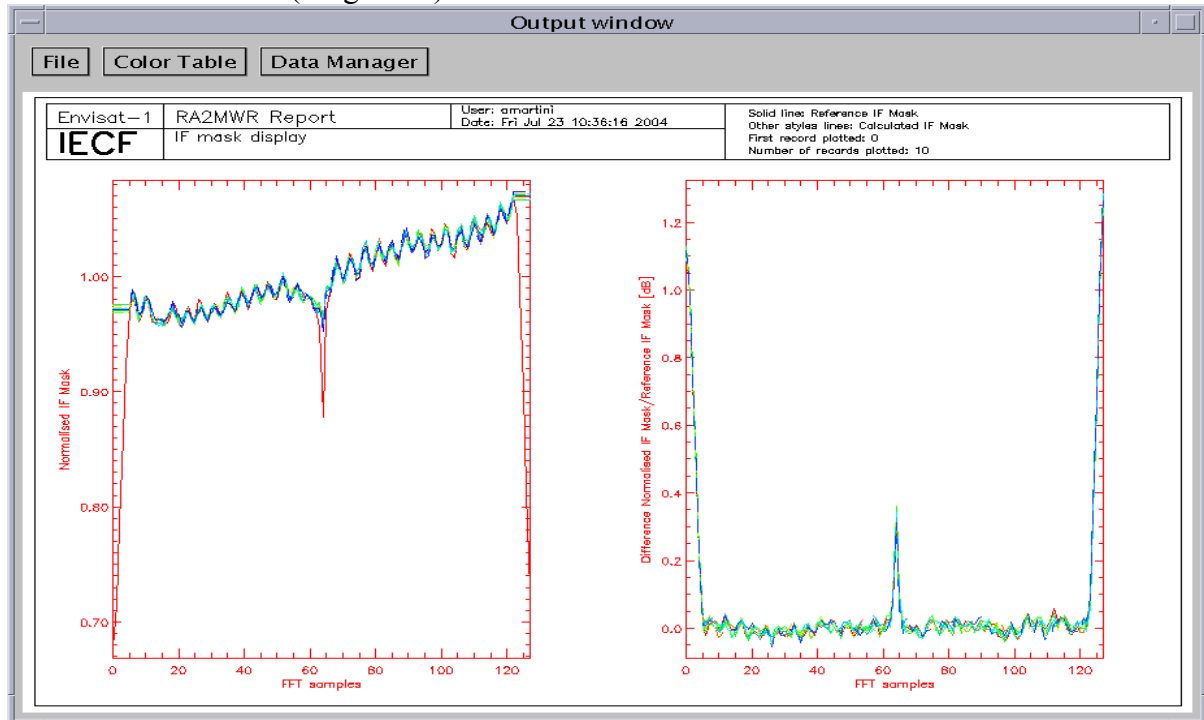 Output window
File Color Table Data Manager
Envisat-1 RA2MWR Report
IECF IF mask display
User: amartini
Date: Fri Jul 23 10:36:16 2004
Solid line: Reference IF Mask
Other styles lines: Calculated IF Mask
First record plotted: 0
Number of records plotted: 10
Normalised IF Mask
1.00
0.90
0.80
0.70
0 20 40 60 80 100 120
FFT samples
Difference Normalised IF Mask/Reference IF Mask [dB]
1.2
1.0
0.8
0.6
0.4
0.2
0.0
0 20 40 60 80 100 120
FFT samples